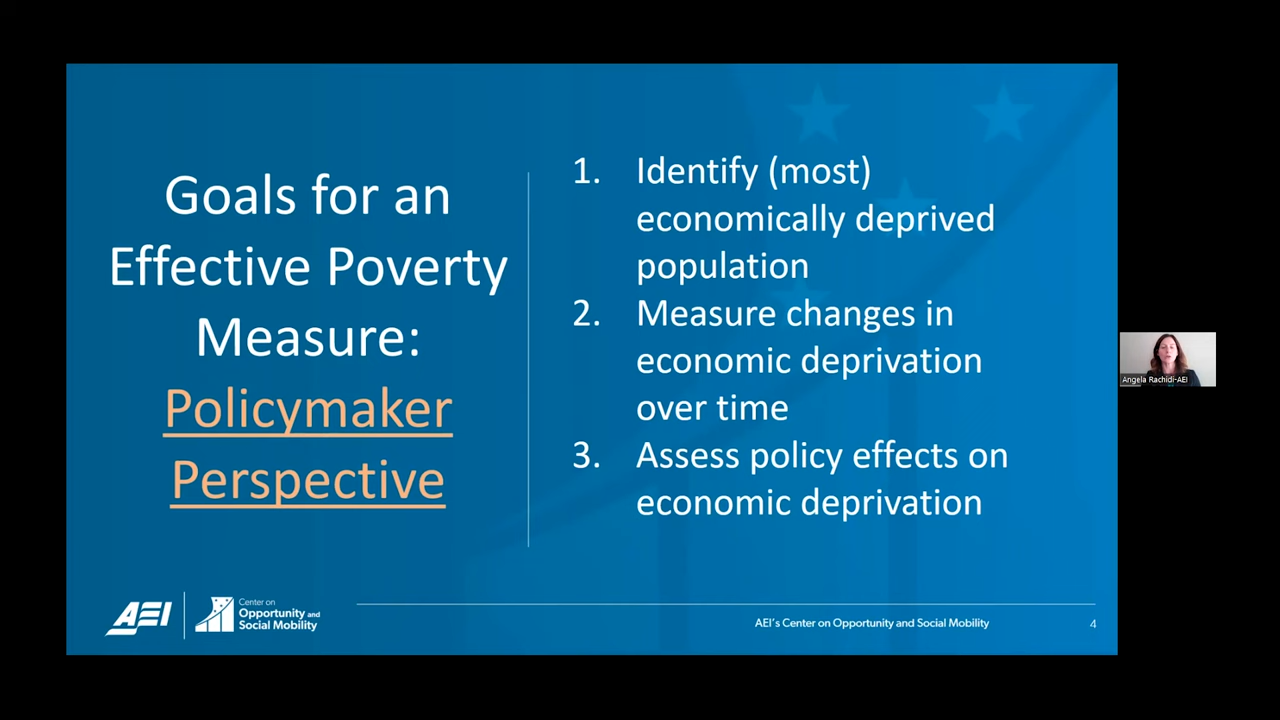 Goals for an
Effective Poverty
Measure:
Policymaker
Perspective
1. Identify (most)
economically deprived
population
2. Measure changes in
economic deprivation
over time
3. Assess policy effects on
economic deprivation
AEI
Center on
Opportunity and
Social Mobility
AEI's Center on Opportunity and Social Mobility
4
Angela Rachidi-AEI